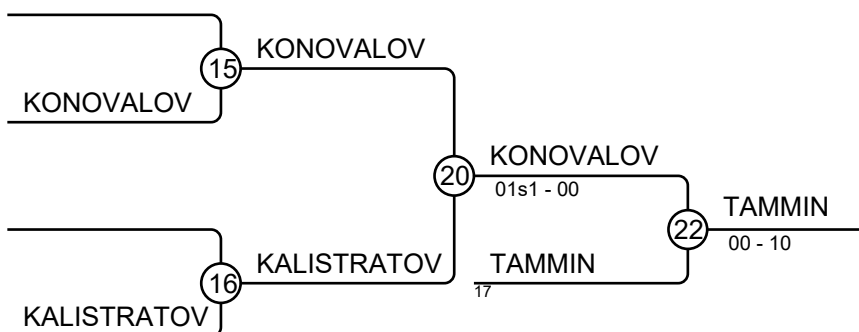 KONOVALOV
15
KONOVALOV
KONOVALOV
20
01s1 - 00
TAMMIN
22
00 - 10
KALISTRATOV
TAMMIN
17
16
KALISTRATOV